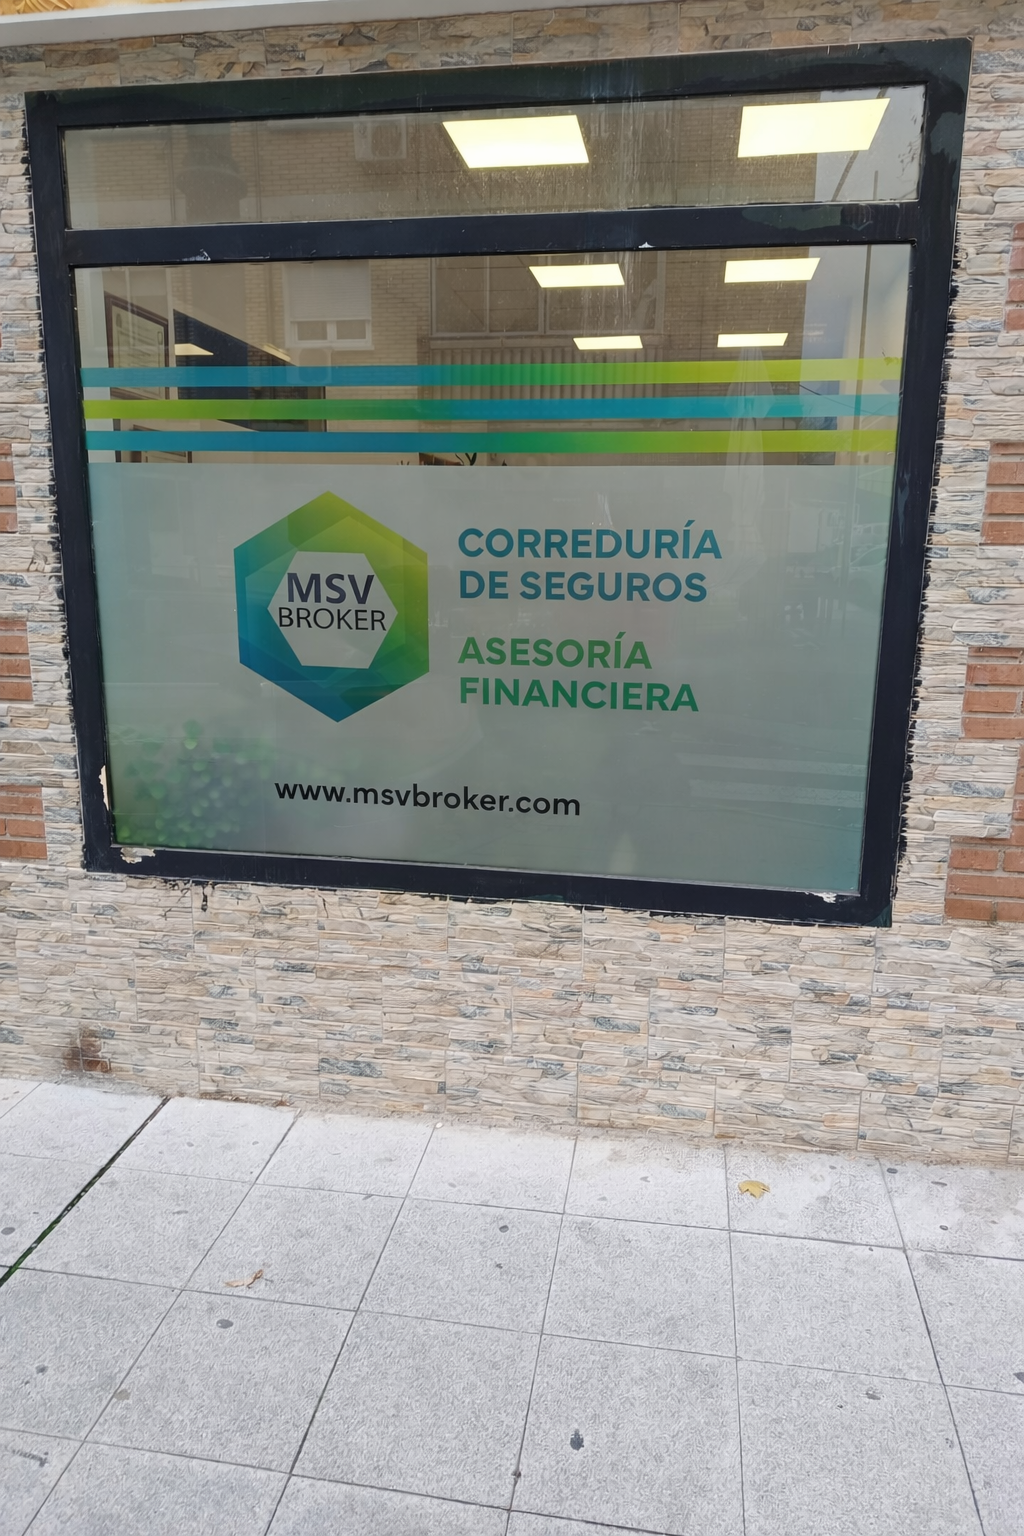 MSV
BROKER
CORREDURÍA
DE SEGUROS
ASESORÍA
FINANCIERA
www.msvbroker.com